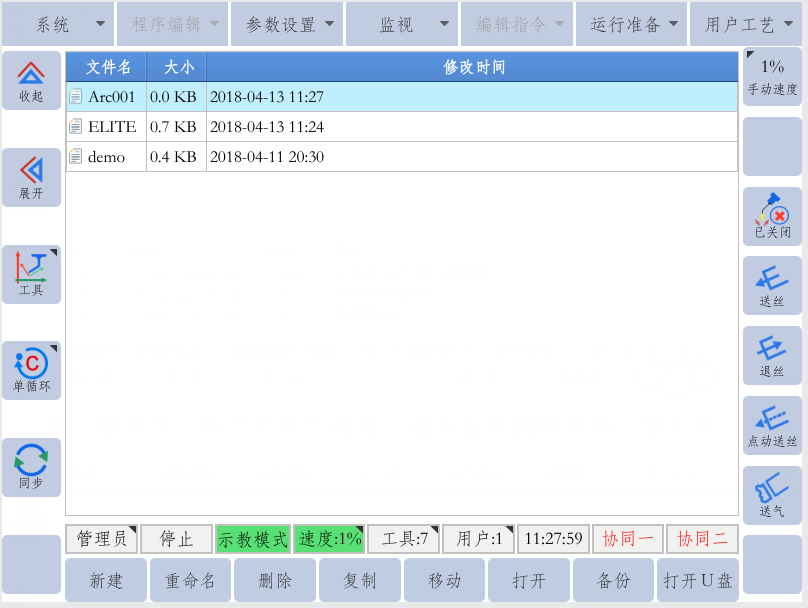 系统 程序编辑 参数设置 监视 编辑指令 运行准备 用户工艺
收起
展开
工具
单循环
同步
文件名 大小 修改时间
Arc001 0.0 KB 2018-04-13 11:27
ELITE 0.7 KB 2018-04-13 11:24
demo 0.4 KB 2018-04-11 20:30
1%
手动速度
已关闭
送丝
退丝
点动送丝
送气
管理员 停止 示教模式 速度:1% 工具:7 用户:1 11:27:59 协同一 协同二
新建 重命名 删除 复制 移动 打开 备份 打开U盘